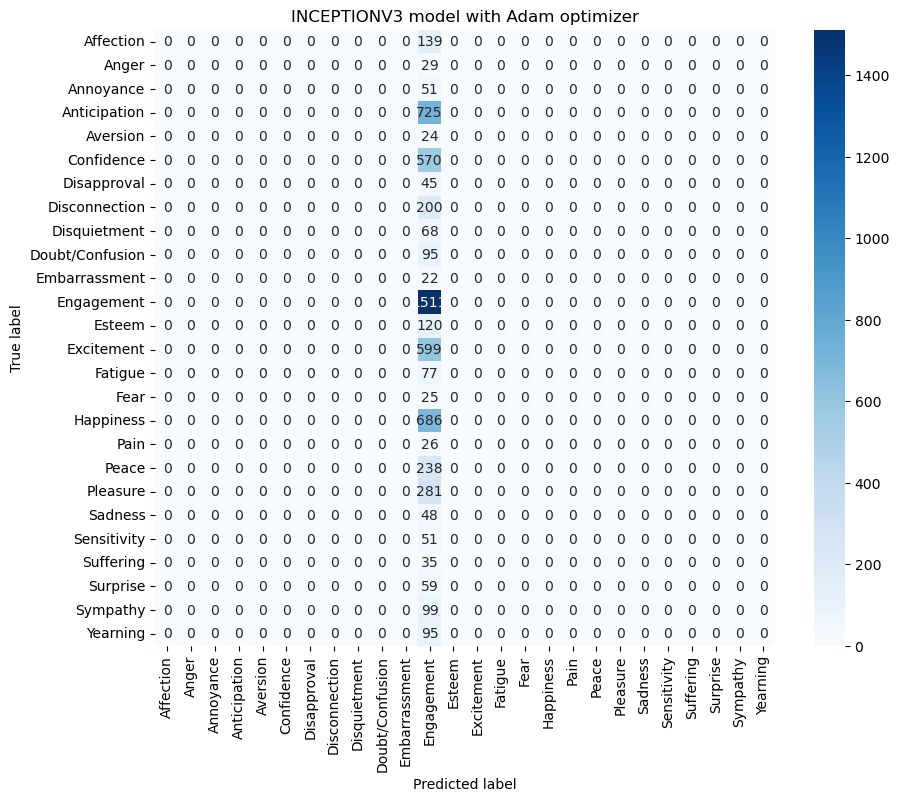 INCEPTIONV3 model with Adam optimizer
Affection 0 0 0 0 0 0 0 0 0 0 0 139 0 0 0 0 0 0 0 0 0 0 0 0 0 0
Anger 0 0 0 0 0 0 0 0 0 0 0 29 0 0 0 0 0 0 0 0 0 0 0 0 0 0
Annoyance 0 0 0 0 0 0 0 0 0 0 0 51 0 0 0 0 0 0 0 0 0 0 0 0 0 0
Anticipation 0 0 0 0 0 0 0 0 0 0 0 725 0 0 0 0 0 0 0 0 0 0 0 0 0 0
Aversion 0 0 0 0 0 0 0 0 0 0 0 24 0 0 0 0 0 0 0 0 0 0 0 0 0 0
Confidence 0 0 0 0 0 0 0 0 0 0 0 570 0 0 0 0 0 0 0 0 0 0 0 0 0 0
Disapproval 0 0 0 0 0 0 0 0 0 0 0 45 0 0 0 0 0 0 0 0 0 0 0 0 0 0
Disconnection 0 0 0 0 0 0 0 0 0 0 0 200 0 0 0 0 0 0 0 0 0 0 0 0 0 0
Disquietment 0 0 0 0 0 0 0 0 0 0 0 68 0 0 0 0 0 0 0 0 0 0 0 0 0 0
Doubt/Confusion 0 0 0 0 0 0 0 0 0 0 0 95 0 0 0 0 0 0 0 0 0 0 0 0 0 0
Embarrassment 0 0 0 0 0 0 0 0 0 0 0 22 0 0 0 0 0 0 0 0 0 0 0 0 0 0
Engagement 0 0 0 0 0 0 0 0 0 0 0 1511 0 0 0 0 0 0 0 0 0 0 0 0 0 0
Esteem 0 0 0 0 0 0 0 0 0 0 0 120 0 0 0 0 0 0 0 0 0 0 0 0 0 0
Excitement 0 0 0 0 0 0 0 0 0 0 0 599 0 0 0 0 0 0 0 0 0 0 0 0 0 0
Fatigue 0 0 0 0 0 0 0 0 0 0 0 77 0 0 0 0 0 0 0 0 0 0 0 0 0 0
Fear 0 0 0 0 0 0 0 0 0 0 0 25 0 0 0 0 0 0 0 0 0 0 0 0 0 0
Happiness 0 0 0 0 0 0 0 0 0 0 0 686 0 0 0 0 0 0 0 0 0 0 0 0 0 0
Pain 0 0 0 0 0 0 0 0 0 0 0 26 0 0 0 0 0 0 0 0 0 0 0 0 0 0
Peace 0 0 0 0 0 0 0 0 0 0 0 238 0 0 0 0 0 0 0 0 0 0 0 0 0 0
Pleasure 0 0 0 0 0 0 0 0 0 0 0 281 0 0 0 0 0 0 0 0 0 0 0 0 0 0
Sadness 0 0 0 0 0 0 0 0 0 0 0 48 0 0 0 0 0 0 0 0 0 0 0 0 0 0
Sensitivity 0 0 0 0 0 0 0 0 0 0 0 51 0 0 0 0 0 0 0 0 0 0 0 0 0 0
Suffering 0 0 0 0 0 0 0 0 0 0 0 35 0 0 0 0 0 0 0 0 0 0 0 0 0 0
Surprise 0 0 0 0 0 0 0 0 0 0 0 59 0 0 0 0 0 0 0 0 0 0 0 0 0 0
Sympathy 0 0 0 0 0 0 0 0 0 0 0 99 0 0 0 0 0 0 0 0 0 0 0 0 0 0
Yearning 0 0 0 0 0 0 0 0 0 0 0 95 0 0 0 0 0 0 0 0 0 0 0 0 0 0
True label
Affection
Anger
Annoyance
Anticipation
Aversion
Confidence
Disapproval
Disconnection
Disquietment
Doubt/Confusion
Embarrassment
Engagement
Esteem
Excitement
Fatigue
Fear
Happiness
Pain
Peace
Pleasure
Sadness
Sensitivity
Suffering
Surprise
Sympathy
Yearning
Predicted label
1400
1200
1000
800
600
400
200
0